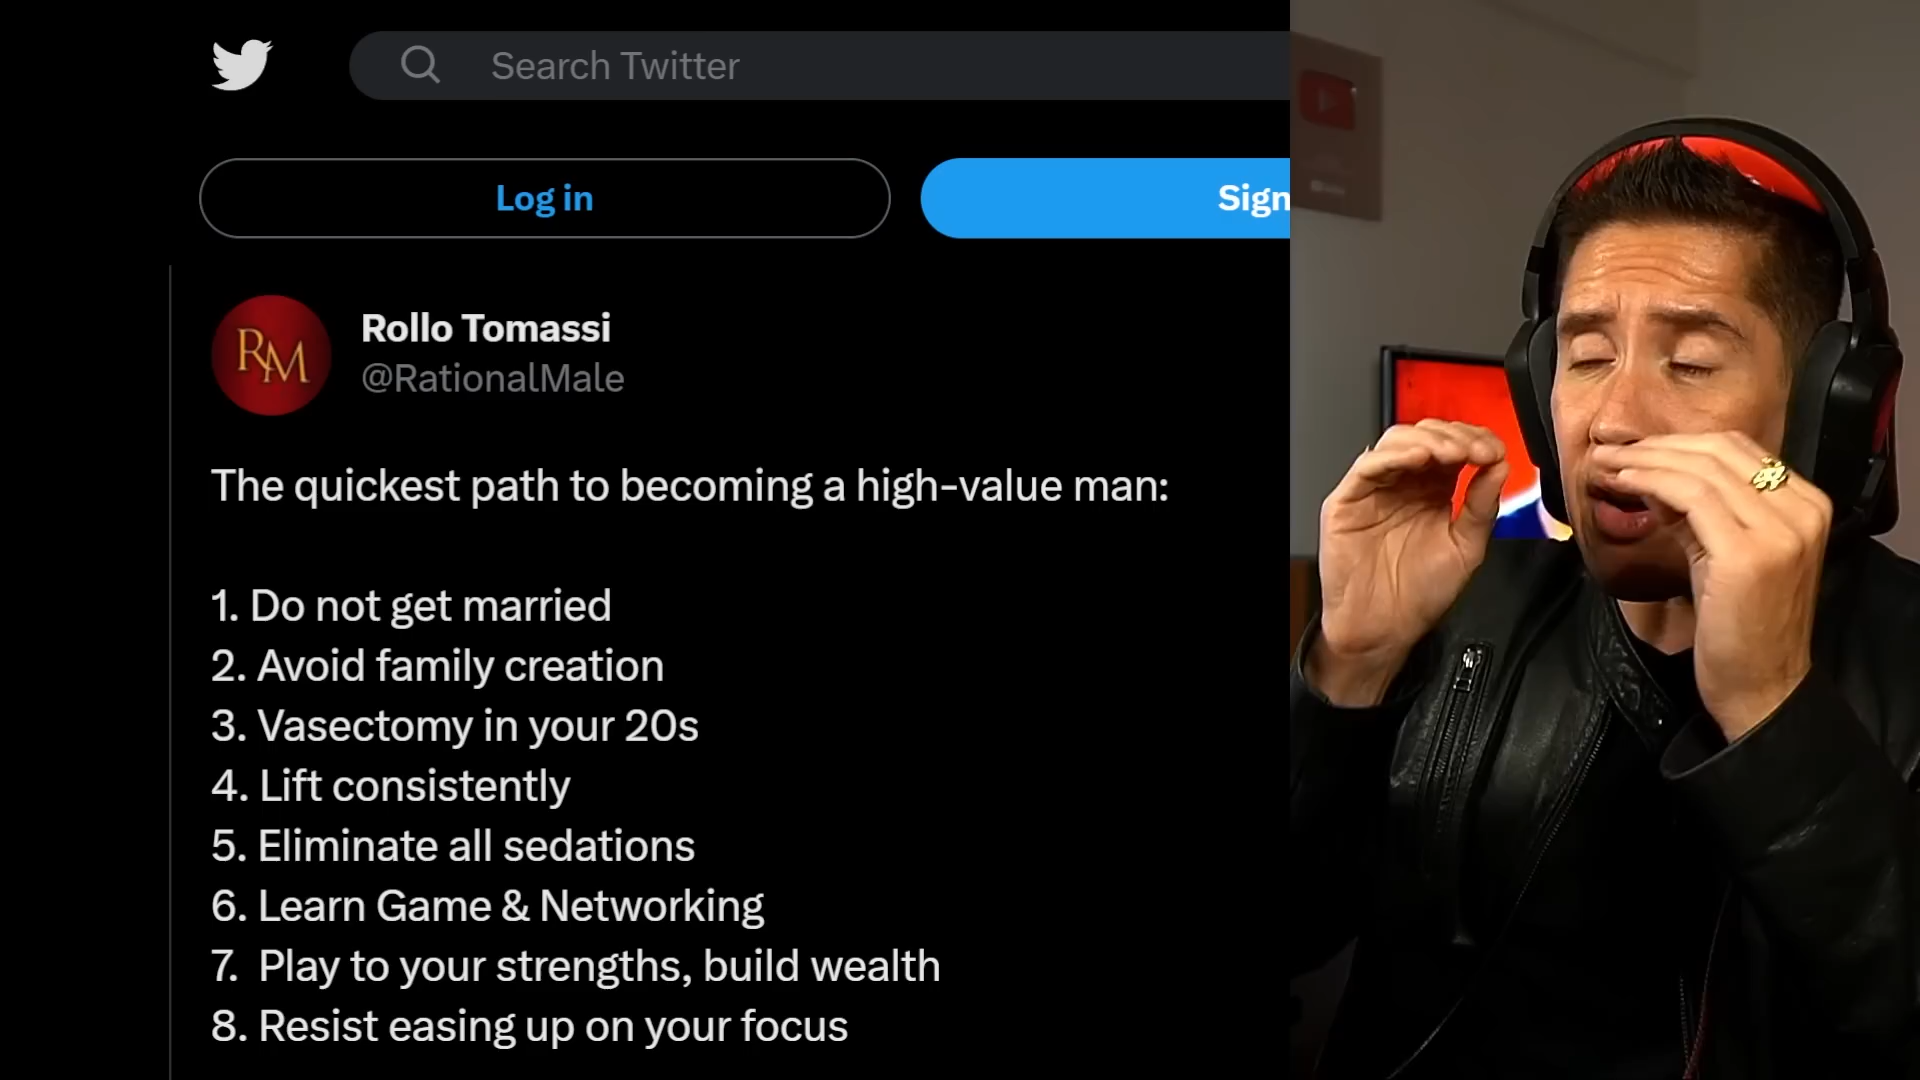 Search Twitter
Log in
Sign
RM
Rollo Tomassi
@RationalMale
The quickest path to becoming a high-value man:
1. Do not get married
2. Avoid family creation
3. Vasectomy in your 20s
4. Lift consistently
5. Eliminate all sedations
6. Learn Game & Networking
7. Play to your strengths, build wealth
8. Resist easing up on your focus